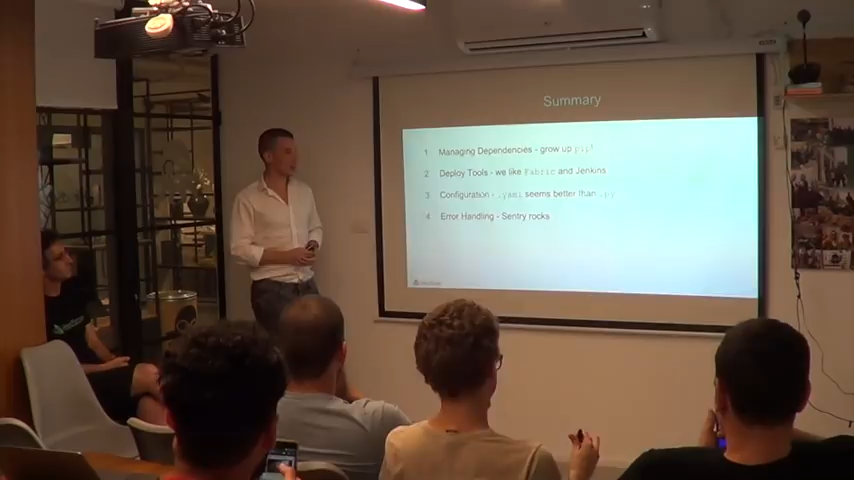 Summary
1 Managing Dependencies - grow up pip!
2 Deploy Tools - we like Fabric and Jenkins
3 Configuration - .yaml seems better than .py
4 Error Handling - Sentry rocks